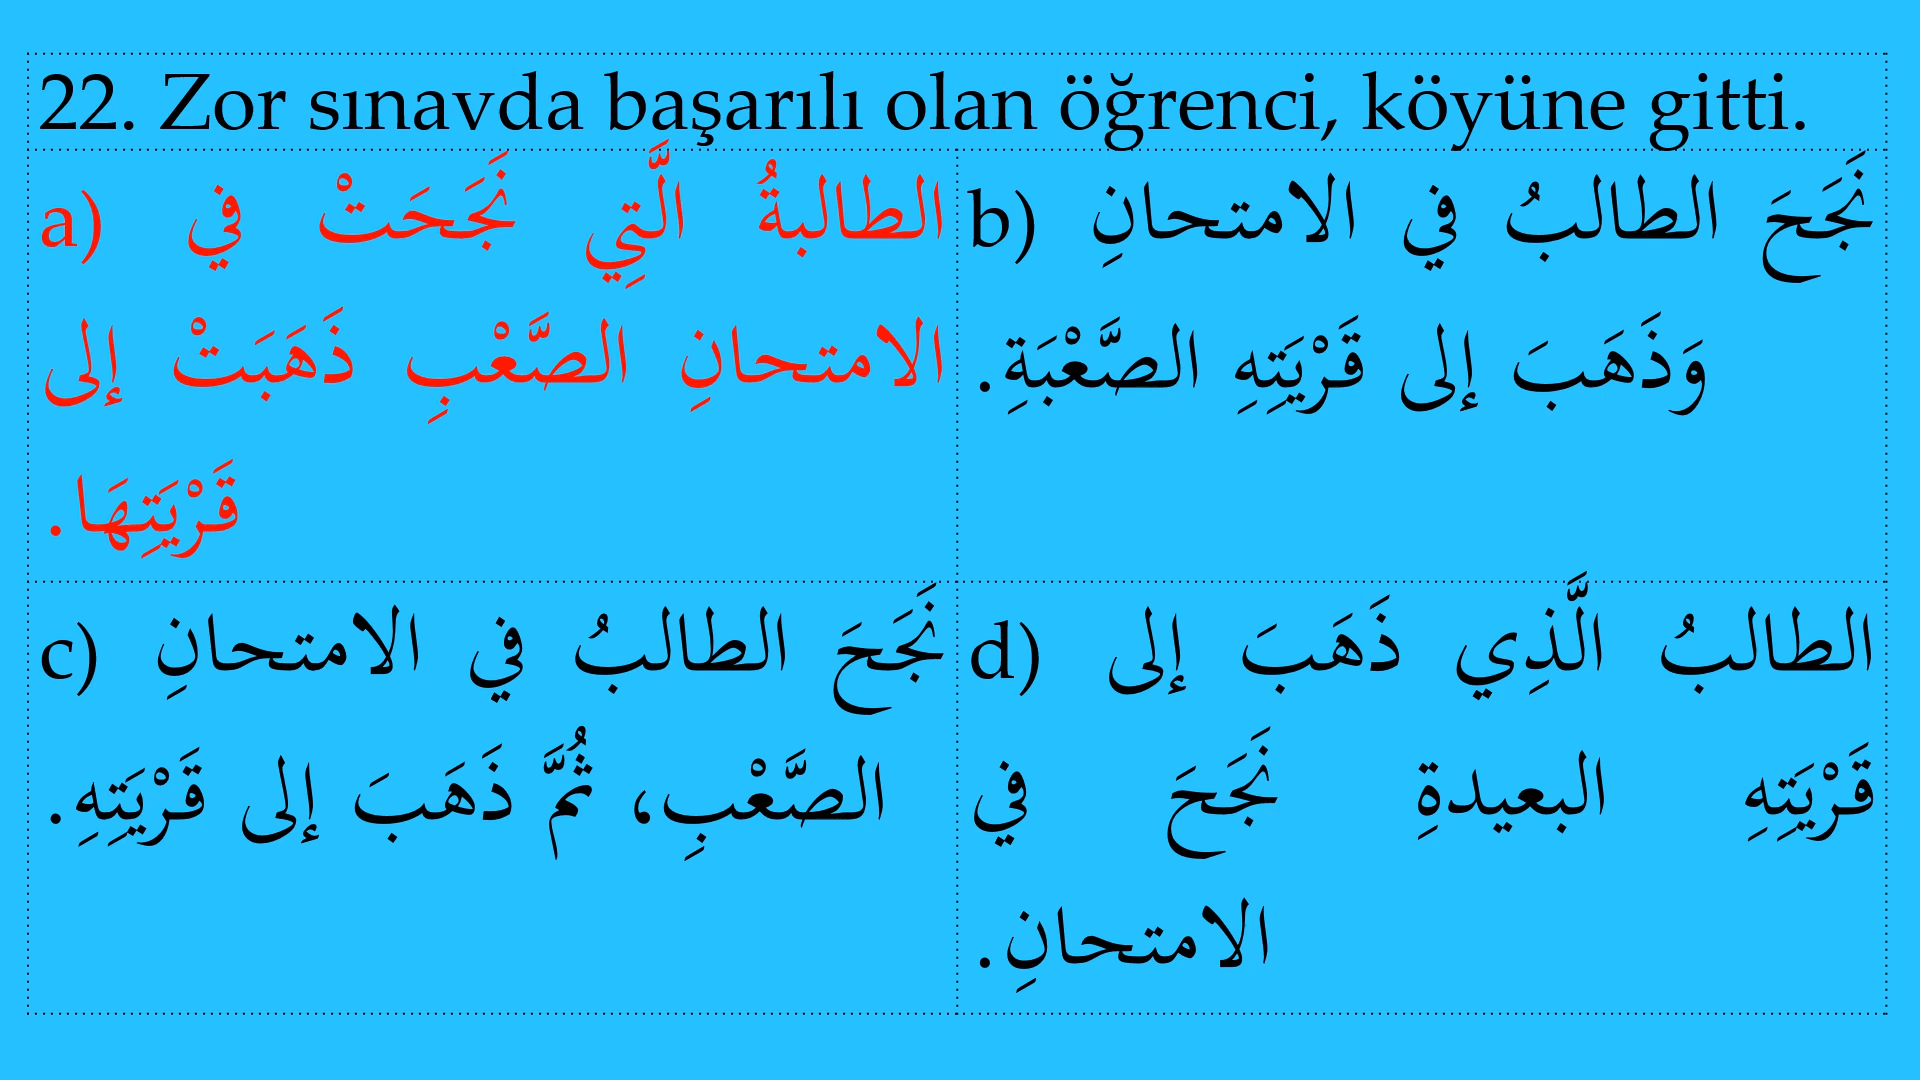 22. Zor sınavda başarılı olan öğrenci, köyüne gitti.
a) الطالبةُ الَّتِي نَجَحَتْ في
الامتحانِ الصَّعْبِ ذَهَبَتْ إلى
قَرْيَتِهَا.
b) نَجَحَ الطالبُ في الامتحانِ
وَذَهَبَ إلى قَرْيَتِهِ الصَّعْبَةِ.
c) نَجَحَ الطالبُ في الامتحانِ
الصَّعْبِ، ثُمَّ ذَهَبَ إلى قَرْيَتِهِ.
d) الطالبُ الَّذِي ذَهَبَ إلى
قَرْيَتِهِ البعيدةِ نَجَحَ في
الامتحانِ.